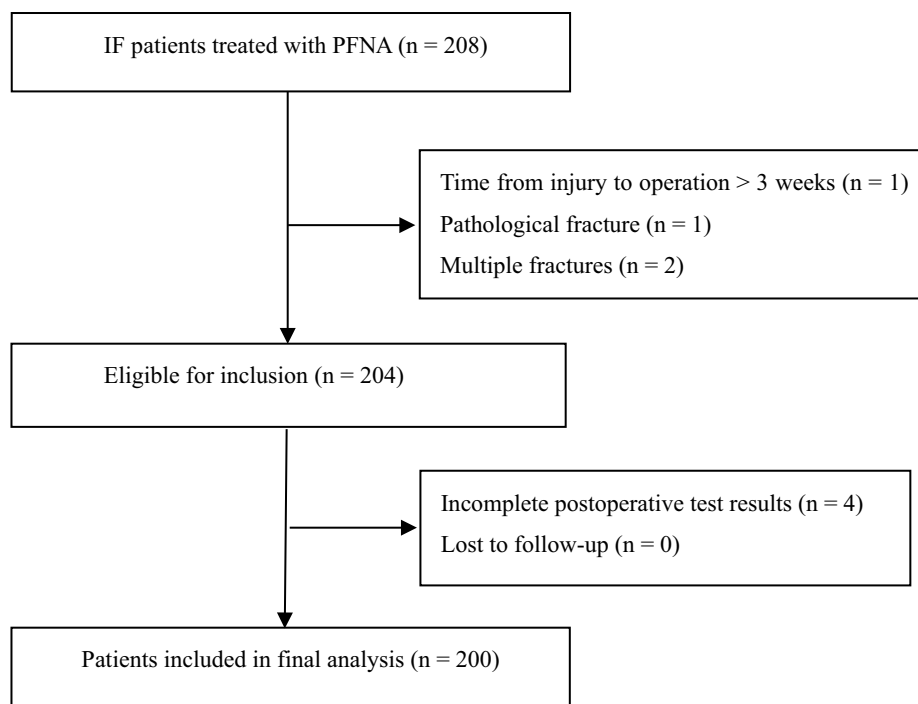 IF patients treated with PFNA (n = 208)
Time from injury to operation > 3 weeks (n = 1)
Pathological fracture (n = 1)
Multiple fractures (n = 2)
Eligible for inclusion (n = 204)
Incomplete postoperative test results (n = 4)
Lost to follow-up (n = 0)
Patients included in final analysis (n = 200)